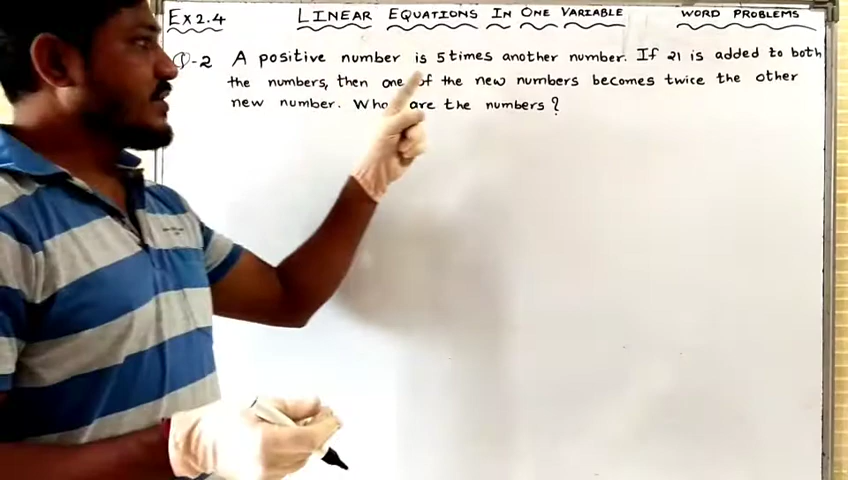 Ex 2.4 LINEAR EQUATIONS IN ONE VARIABLE WORD PROBLEMS
Q-2 A positive number is 5 times another number. If 21 is added to both
the numbers, then one of the new numbers becomes twice the other
new number. are the numbers ?